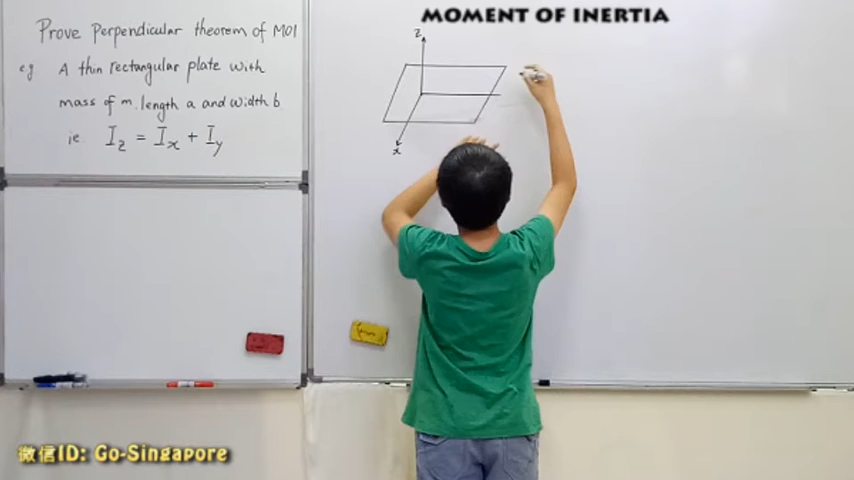 MOMENT OF INERTIA
Prove Perpendicular theorem of MOI
eg A thin rectangular plate with
mass of m. length a and width b.
ie. I_z = I_x + I_y
z
x
微信ID: Go-Singapore